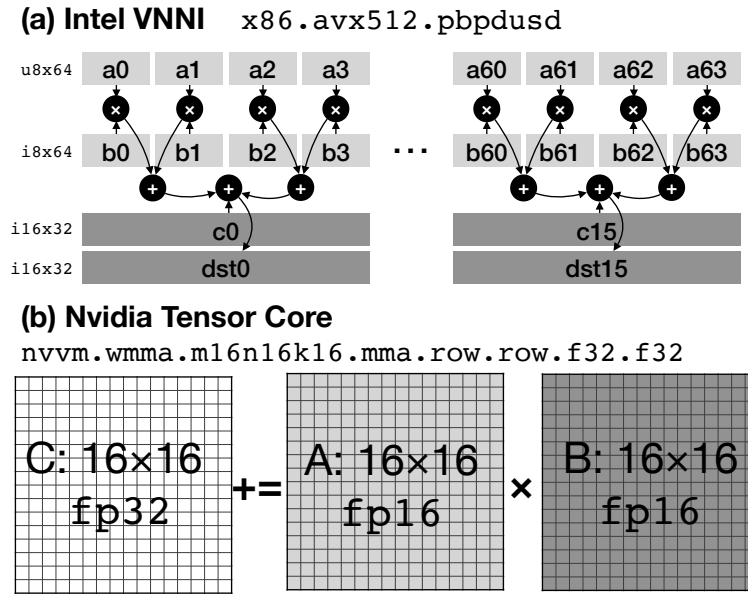 (a) Intel VNNI x86.avx512.pbpdusd
u8x64 a0 a1 a2 a3 a60 a61 a62 a63
× × × × × × × ×
i8x64 b0 b1 b2 b3 ... b60 b61 b62 b63
+ + + + + +
i16x32 c0 c15
i16x32 dst0 dst15
(b) Nvidia Tensor Core
nvvm.wmma.m16n16k16.mma.row.row.f32.f32
C: 16×16 += A: 16×16 × B: 16×16
fp32 fp16 fp16